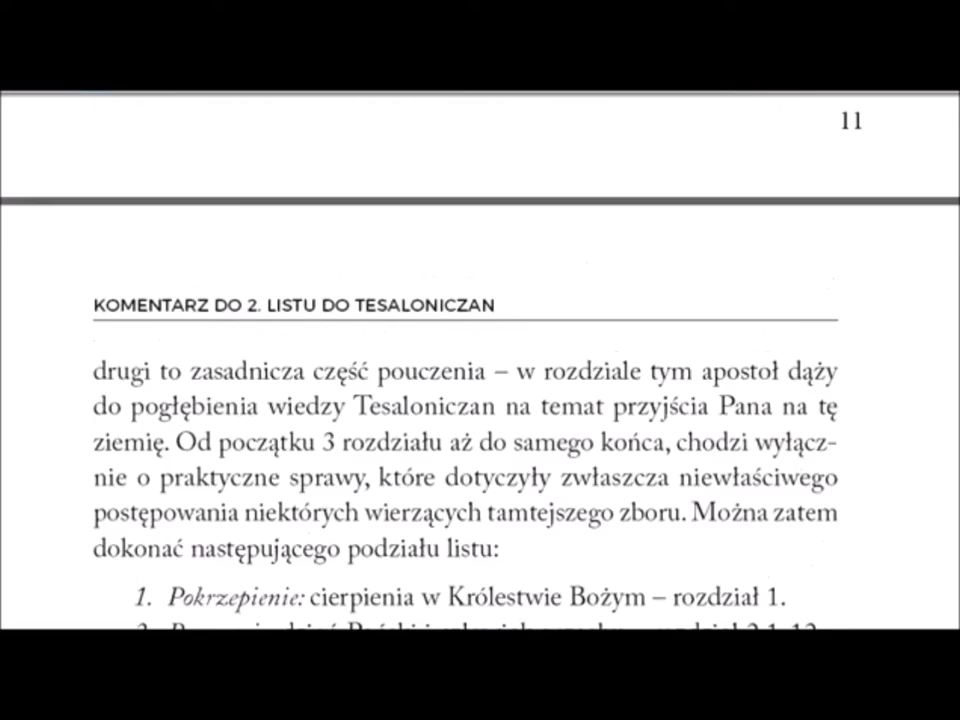 11
KOMENTARZ DO 2. LISTU DO TESALONICZAN
drugi to zasadnicza część pouczenia – w rozdziale tym apostoł dąży
do pogłębienia wiedzy Tesaloniczan na temat przyjścia Pana na tę
ziemię. Od początku 3 rozdziału aż do samego końca, chodzi wyłącz-
nie o praktyczne sprawy, które dotyczyły zwłaszcza niewłaściwego
postępowania niektórych wierzących tamtejszego zboru. Można zatem
dokonać następującego podziału listu:
1. Pokrzepienie: cierpienia w Królestwie Bożym – rozdział 1.